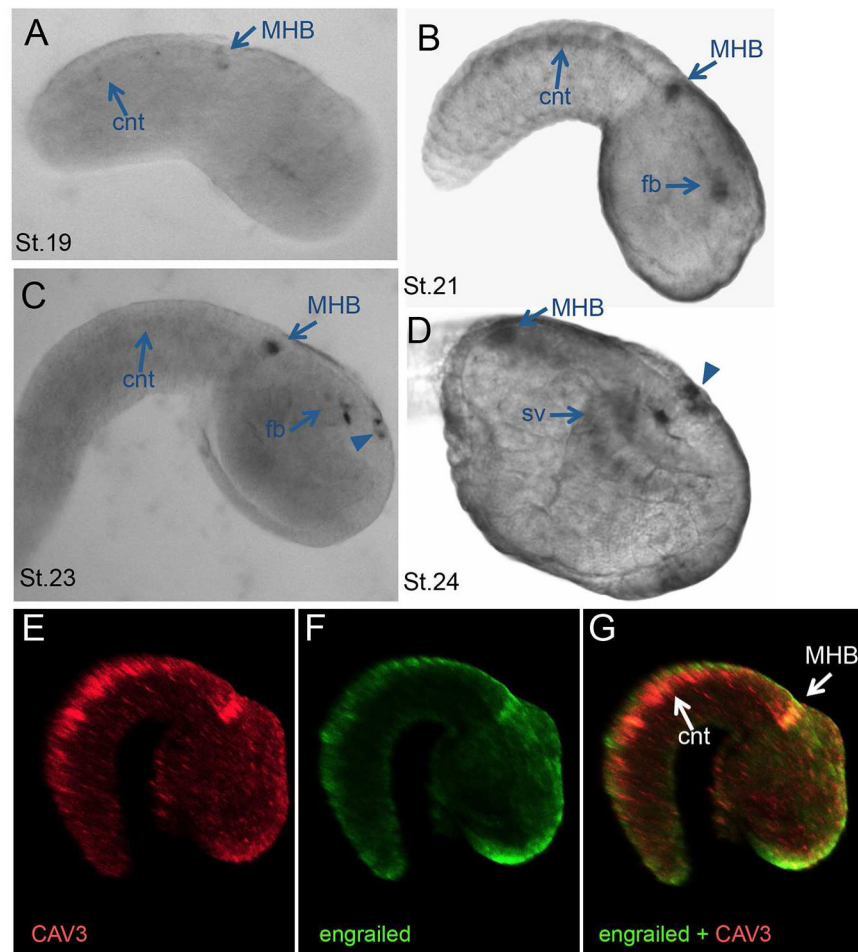 A
MHB
cnt
St.19
B
MHB
cnt
fb
St.21
C
MHB
cnt
fb
St.23
D
MHB
sv
St.24
E
CAV3
F
engrailed
G
MHB
cnt
engrailed + CAV3